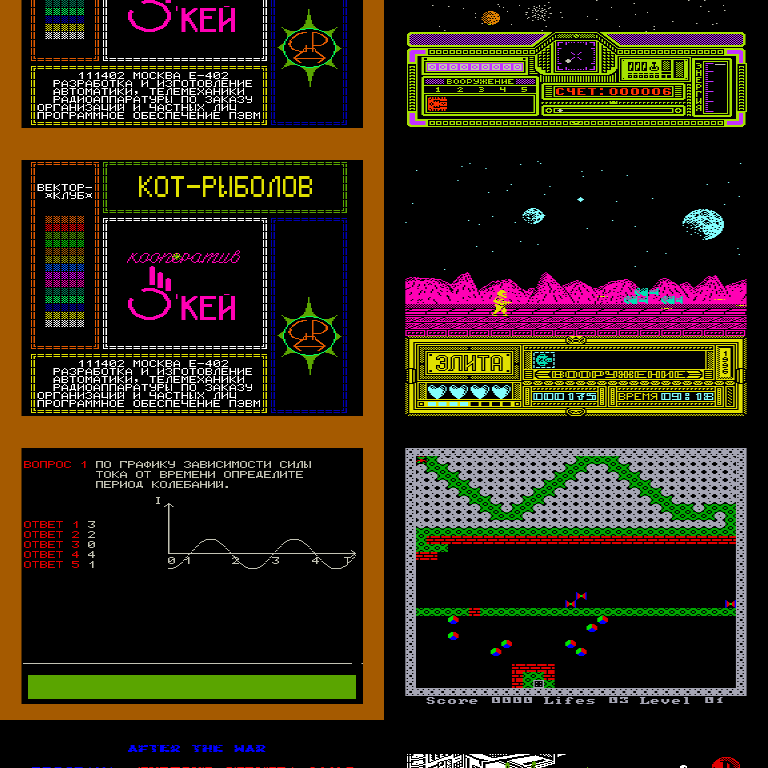 'КЕЙ
111402 МОСКВА Е-402
РАЗРАБОТКА И ИЗГОТОВЛЕНИЕ
АВТОМАТИКИ, ТЕЛЕМЕХАНИКИ
РАДИОАППАРАТУРЫ ПО ЗАКАЗУ
ОРГАНИЗАЦИЙ И ЧАСТНЫХ ЛИЦ
ПРОГРАММНОЕ ОБЕСПЕЧЕНИЕ ПЭВМ
ВООРУЖЕНИЕ
1 2 3 4 5
СЧЕТ:000006
ВЕКТОР-
*КЛУБ*
КОТ-РЫБОЛОВ
кооператив
'КЕЙ
111402 МОСКВА Е-402
РАЗРАБОТКА И ИЗГОТОВЛЕНИЕ
АВТОМАТИКИ, ТЕЛЕМЕХАНИКИ
РАДИОАППАРАТУРЫ ПО ЗАКАЗУ
ОРГАНИЗАЦИЙ И ЧАСТНЫХ ЛИЦ
ПРОГРАММНОЕ ОБЕСПЕЧЕНИЕ ПЭВМ
ЭЛИТА
ВООРУЖЕНИЕ
000175
ВРЕМЯ 09:18
ВОПРОС 1 ПО ГРАФИКУ ЗАВИСИМОСТИ СИЛЫ
ТОКА ОТ ВРЕМЕНИ ОПРЕДЕЛИТЕ
ПЕРИОД КОЛЕБАНИЙ.
I
ОТВЕТ 1 3
ОТВЕТ 2 2
ОТВЕТ 3 0
ОТВЕТ 4 4
ОТВЕТ 5 1
0 1 2 3 4 T
Score 0000 Lifes 03 Level 01
AFTER THE WAR